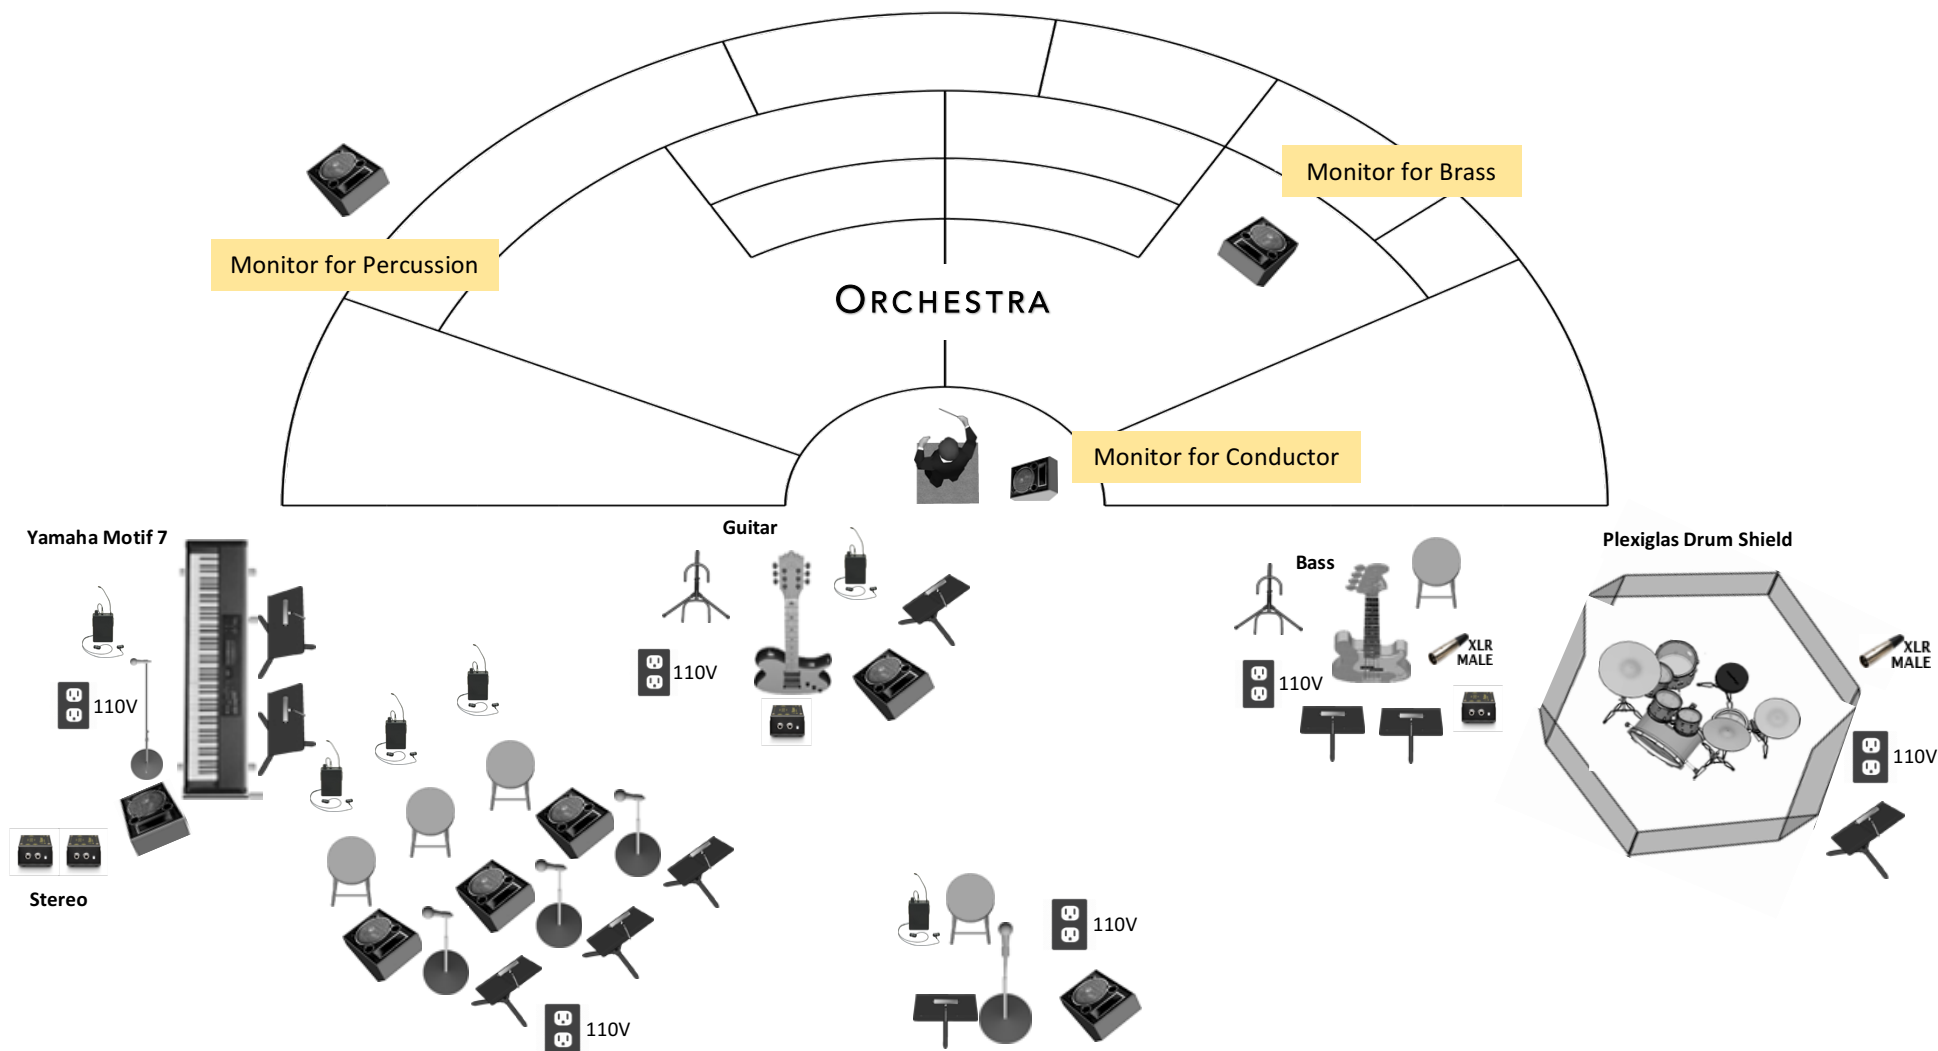 Monitor for Brass
Monitor for Percussion
ORCHESTRA
Monitor for Conductor
Yamaha Motif 7
Guitar
Bass
Plexiglas Drum Shield
110V
110V
110V
XLR
MALE
XLR
MALE
110V
Stereo
110V
110V